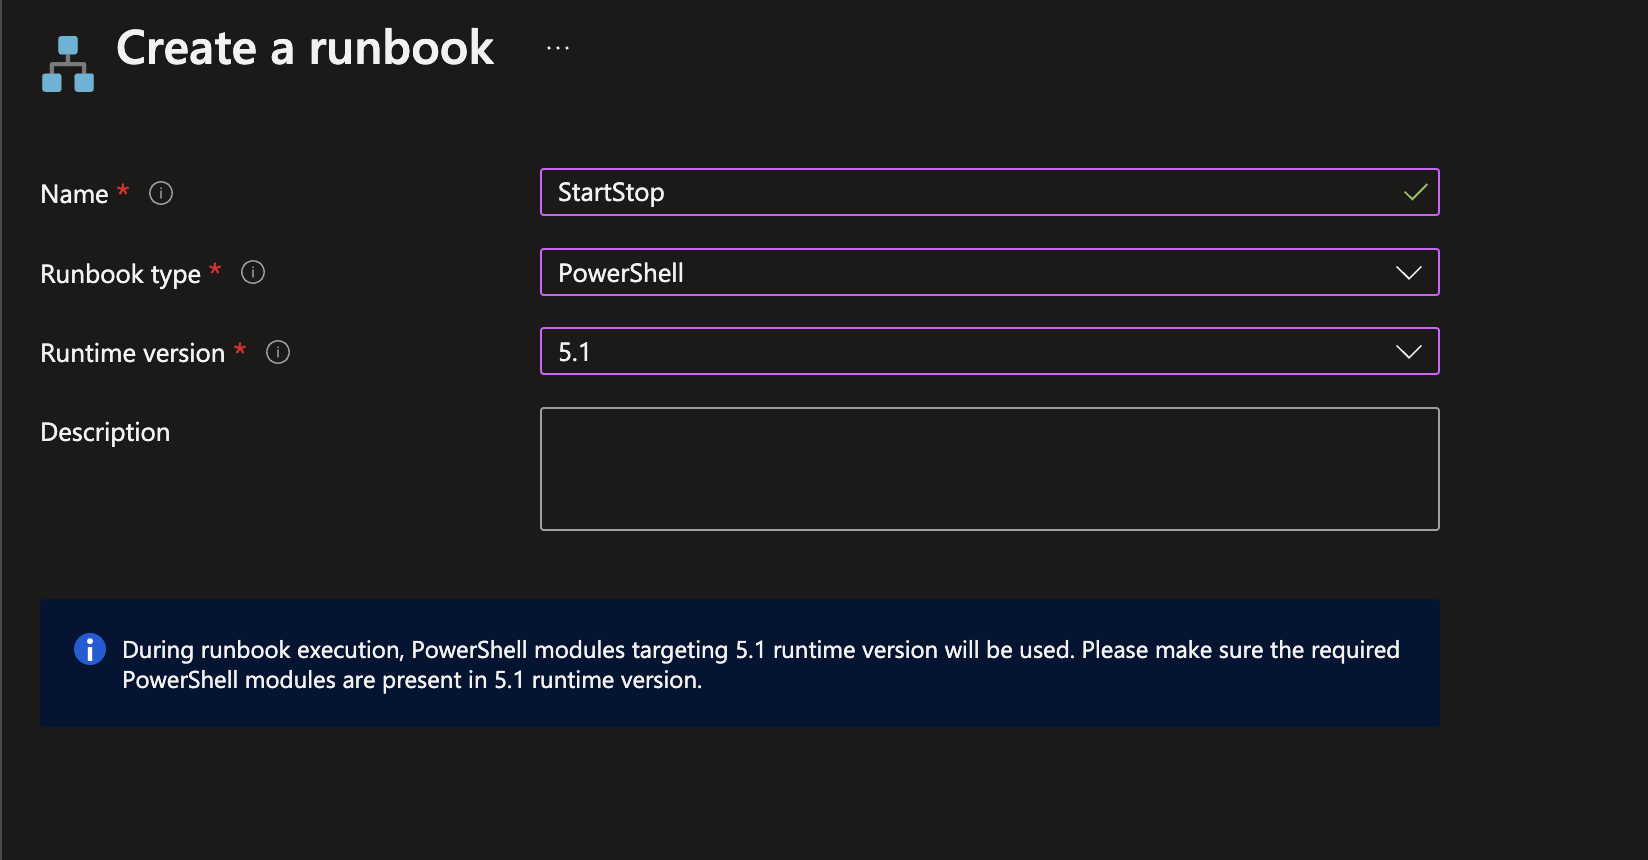 Create a runbook ...
Name *
StartStop
Runbook type *
PowerShell
Runtime version *
5.1
Description
During runbook execution, PowerShell modules targeting 5.1 runtime version will be used. Please make sure the required
PowerShell modules are present in 5.1 runtime version.